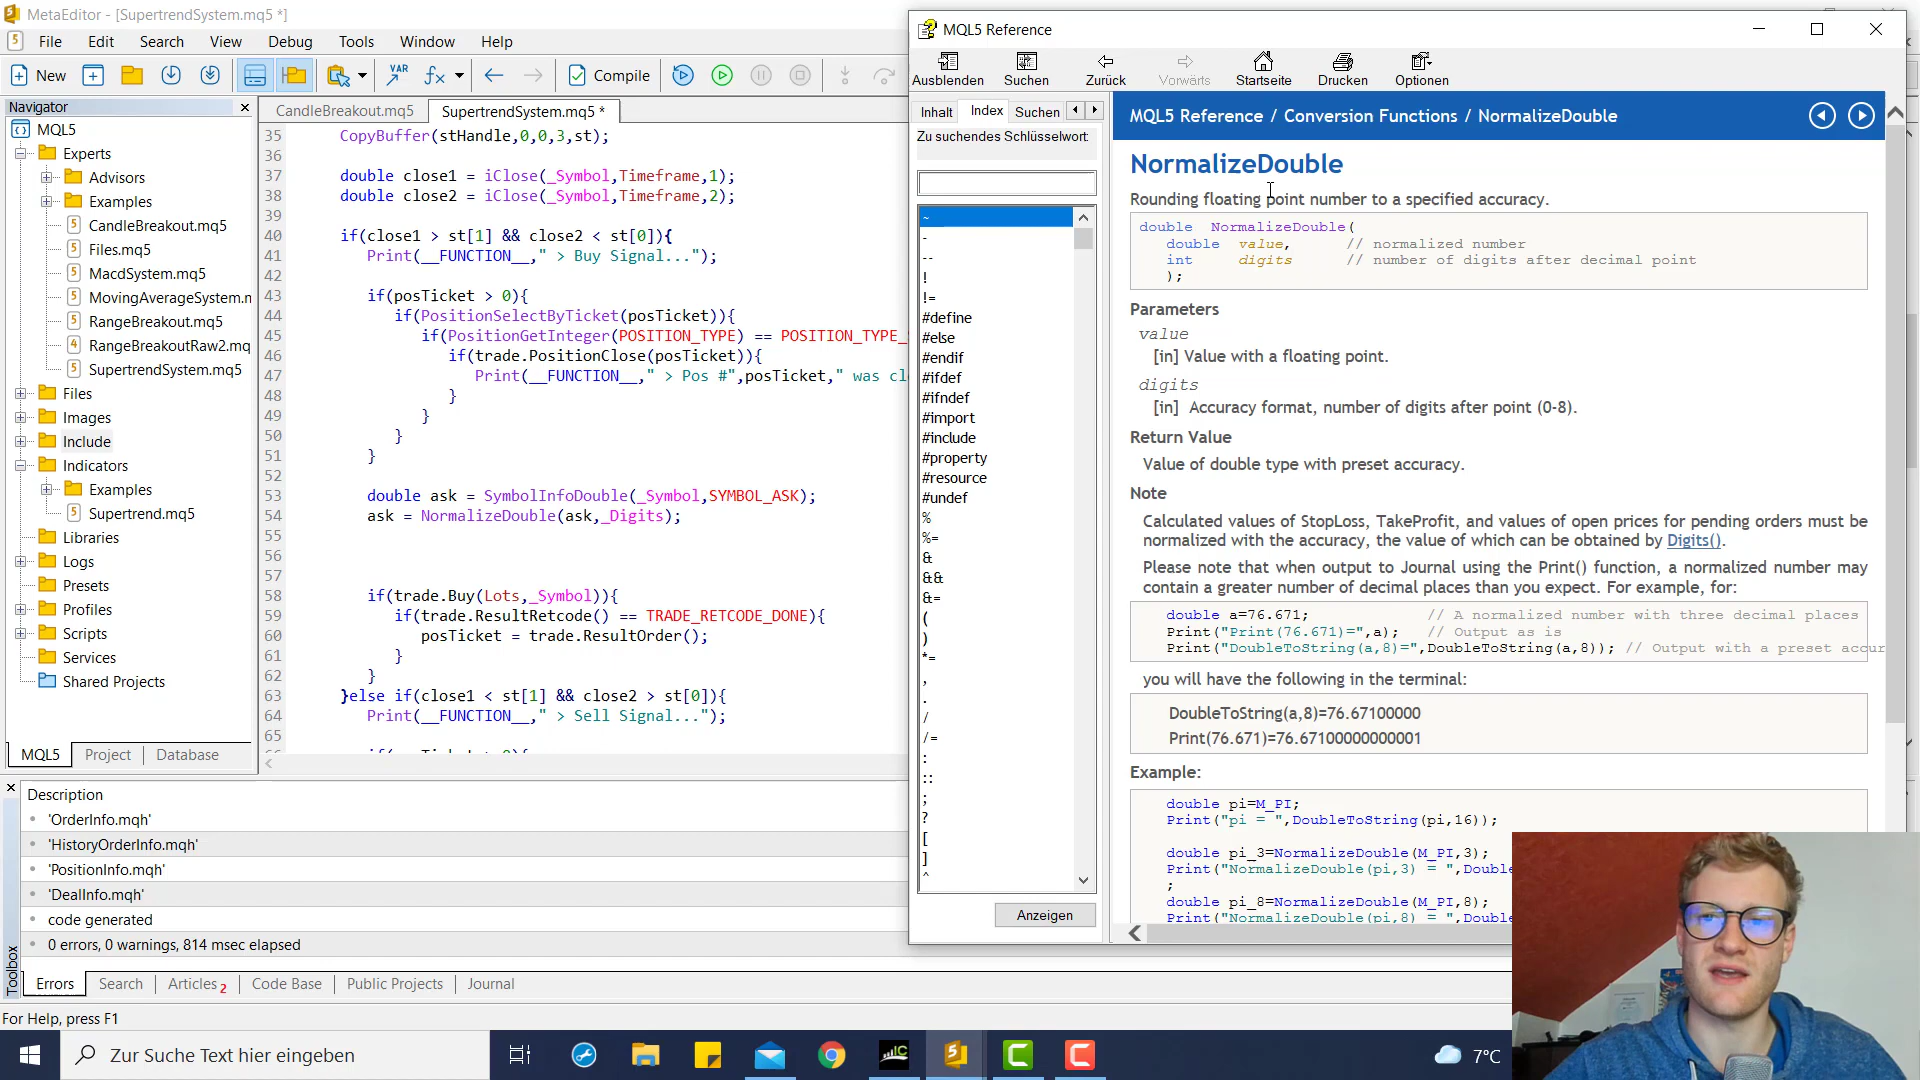 MetaEditor - [SupertrendSystem.mq5 *]
File Edit Search View Debug Tools Window Help
New VAR Compile
Navigator
MQL5
Experts
Advisors
Examples
CandleBreakout.mq5
Files.mq5
MacdSystem.mq5
MovingAverageSystem.m
RangeBreakout.mq5
RangeBreakoutRaw2.mq
SupertrendSystem.mq5
Files
Images
Include
Indicators
Examples
Supertrend.mq5
Libraries
Logs
Presets
Profiles
Scripts
Services
Shared Projects
MQL5 Project Database
CandleBreakout.mq5 SupertrendSystem.mq5 *
35 CopyBuffer(stHandle,0,0,3,st);
36
37 double close1 = iClose(_Symbol,Timeframe,1);
38 double close2 = iClose(_Symbol,Timeframe,2);
39
40 if(close1 > st[1] && close2 < st[0]){
41 Print(__FUNCTION__," > Buy Signal...");
42
43 if(posTicket > 0){
44 if(PositionSelectByTicket(posTicket)){
45 if(PositionGetInteger(POSITION_TYPE) == POSITION_TYPE_
46 if(trade.PositionClose(posTicket)){
47 Print(__FUNCTION__," > Pos #",posTicket," was cl
48 }
49 }
50 }
51 }
52
53 double ask = SymbolInfoDouble(_Symbol,SYMBOL_ASK);
54 ask = NormalizeDouble(ask,_Digits);
55
56
57
58 if(trade.Buy(Lots,_Symbol)){
59 if(trade.ResultRetcode() == TRADE_RETCODE_DONE){
60 posTicket = trade.ResultOrder();
61 }
62 }
63 }else if(close1 < st[1] && close2 > st[0]){
64 Print(__FUNCTION__," > Sell Signal...");
65
MQL5 Reference
Ausblenden Suchen Zurück Vorwärts Startseite Drucken Optionen
Inhalt Index Suchen
Zu suchendes Schlüsselwort
~
-
--
!
!=
#define
#else
#endif
#ifdef
#ifndef
#import
#include
#property
#resource
#undef
%
%=
&
&&
&=
(
)
*=
,
.
/
/=
:
::
;
?
[
]
^
Anzeigen
MQL5 Reference / Conversion Functions / NormalizeDouble
NormalizeDouble
Rounding floating point number to a specified accuracy.
double NormalizeDouble(
double value, // normalized number
int digits // number of digits after decimal point
);
Parameters
value
[in] Value with a floating point.
digits
[in] Accuracy format, number of digits after point (0-8).
Return Value
Value of double type with preset accuracy.
Note
Calculated values of StopLoss, TakeProfit, and values of open prices for pending orders must be
normalized with the accuracy, the value of which can be obtained by Digits().
Please note that when output to Journal using the Print() function, a normalized number may
contain a greater number of decimal places than you expect. For example, for:
double a=76.671; // A normalized number with three decimal places
Print("Print(76.671)=",a); // Output as is
Print("DoubleToString(a,8)=",DoubleToString(a,8)); // Output with a preset accur
you will have the following in the terminal:
DoubleToString(a,8)=76.67100000
Print(76.671)=76.67100000000001
Example:
double pi=M_PI;
Print("pi = ",DoubleToString(pi,16));
double pi_3=NormalizeDouble(M_PI,3);
Print("NormalizeDouble(pi,3) = ",Doubl
;
double pi_8=NormalizeDouble(M_PI,8);
Print("NormalizeDouble(pi,8) = ",Doubl
Toolbox
Description
'OrderInfo.mqh'
'HistoryOrderInfo.mqh'
'PositionInfo.mqh'
'DealInfo.mqh'
code generated
0 errors, 0 warnings, 814 msec elapsed
Errors Search Articles 2 Code Base Public Projects Journal
For Help, press F1
Zur Suche Text hier eingeben
7°C